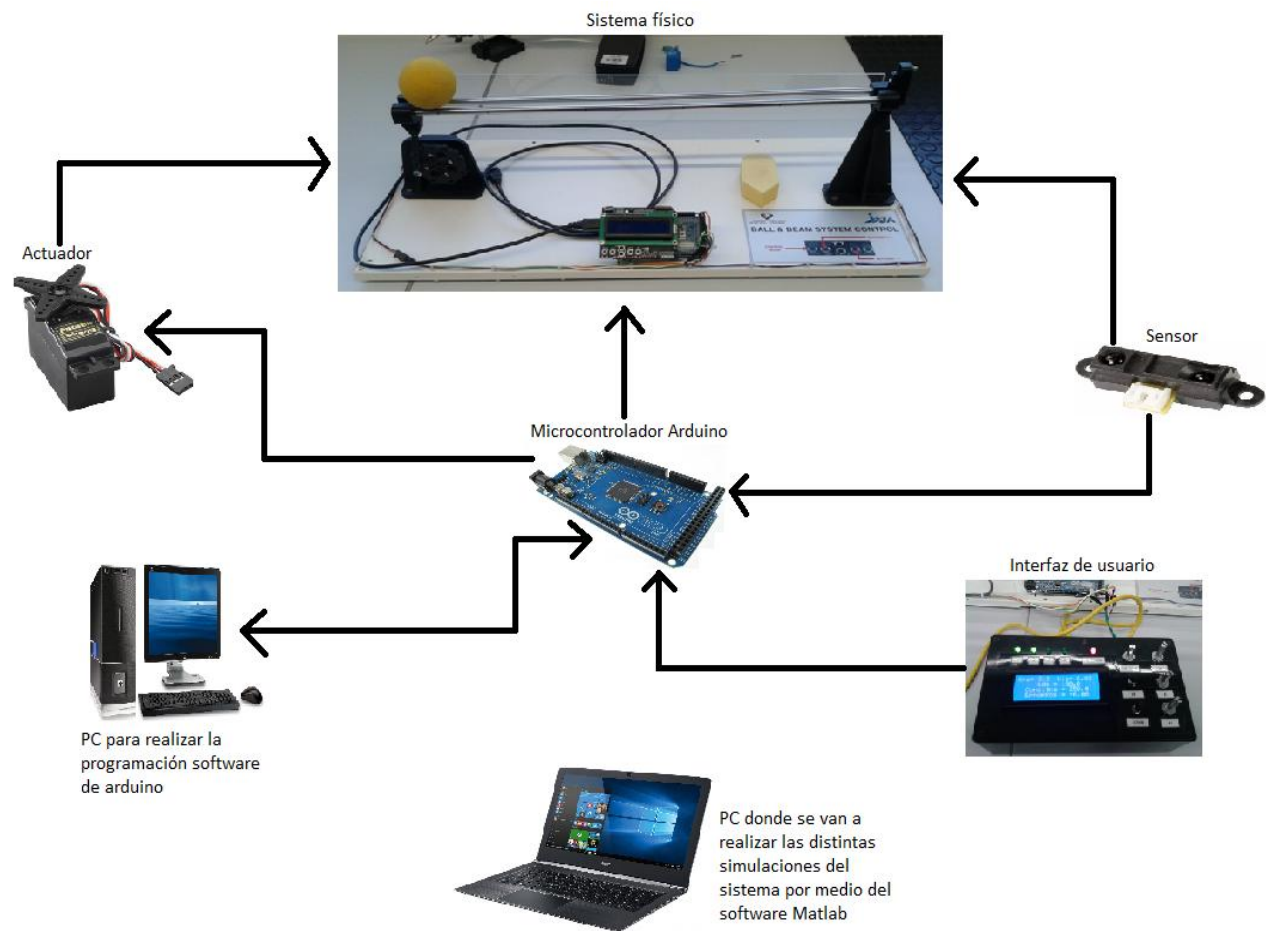 Sistema físico
BALL & BEAM SYSTEM CONTROL
Actuador
Sensor
Microcontrolador Arduino
Interfaz de usuario
PC para realizar la
programación software
de arduino
PC donde se van a
realizar las distintas
simulaciones del
sistema por medio del
software Matlab